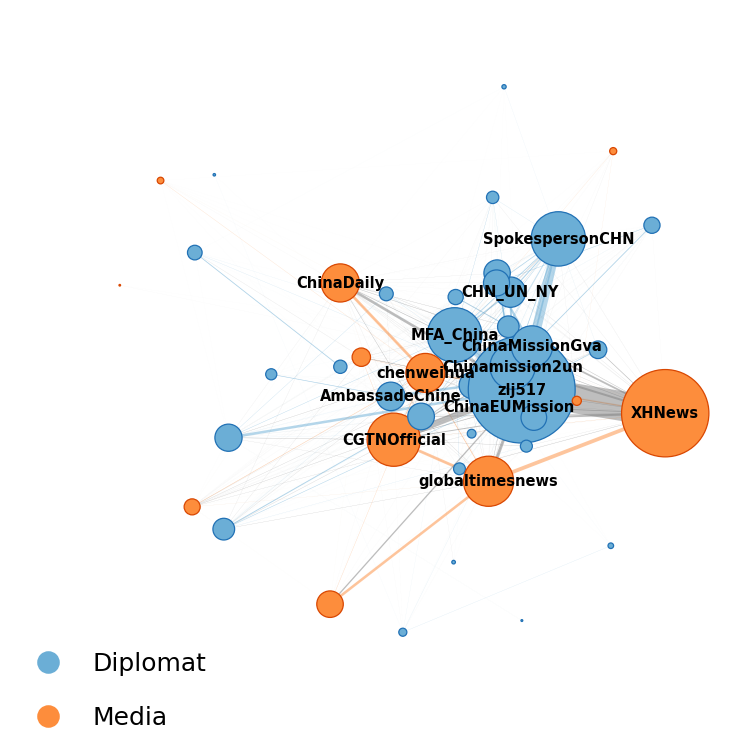 SpokespersonCHN
ChinaDaily
CHN_UN_NY
MFA_China
ChinaMissionGva
Chinamission2un
chenweihua
zlj517
AmbassadeChine
ChinaEUMission
XHNews
CGTNOfficial
globaltimesnews
Diplomat
Media